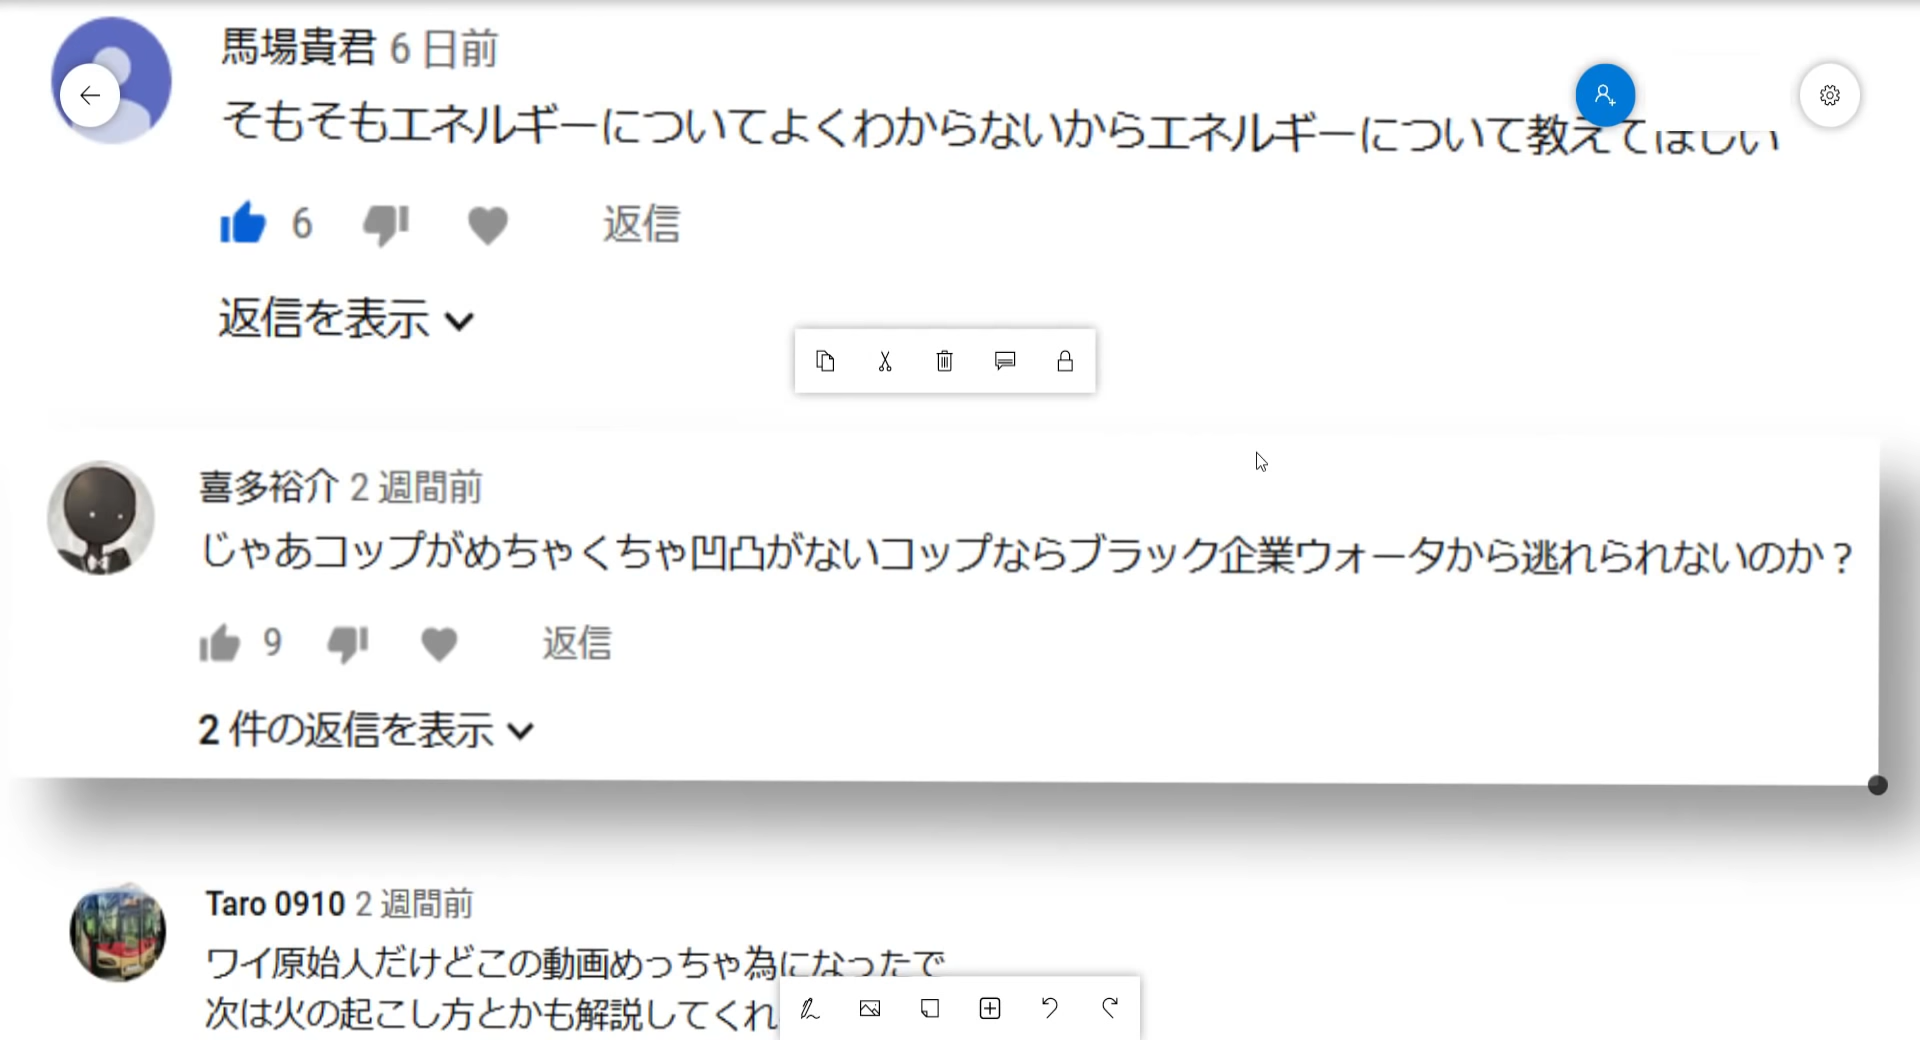 馬場貴君 6 日前
そもそもエネルギーについてよくわからないからエネルギーについて教えてほしい
6 返信
返信を表示
喜多裕介 2 週間前
じゃあコップがめちゃくちゃ凹凸がないコップならブラック企業ウォータから逃れられないのか？
9 返信
2 件の返信を表示
Taro 0910 2 週間前
ワイ原始人だけどこの動画めっちゃ為になったで
次は火の起こし方とかも解説してくれ